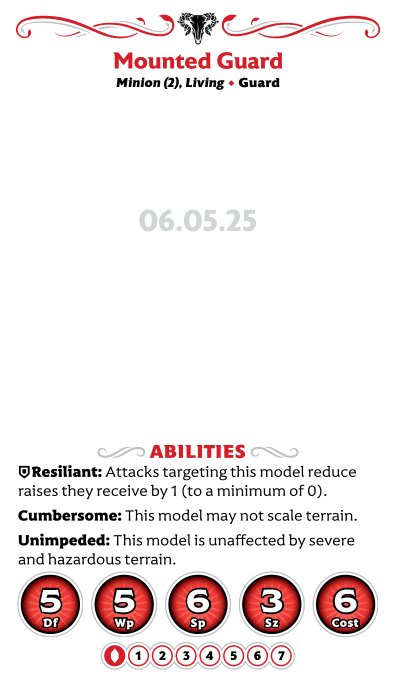 Mounted Guard
Minion (2), Living ♦ Guard
06.05.25
ABILITIES
Resiliant: Attacks targeting this model reduce
raises they receive by 1 (to a minimum of 0).
Cumbersome: This model may not scale terrain.
Unimpeded: This model is unaffected by severe
and hazardous terrain.
5 5 6 3 6
Df Wp Sp Sz Cost
1 2 3 4 5 6 7